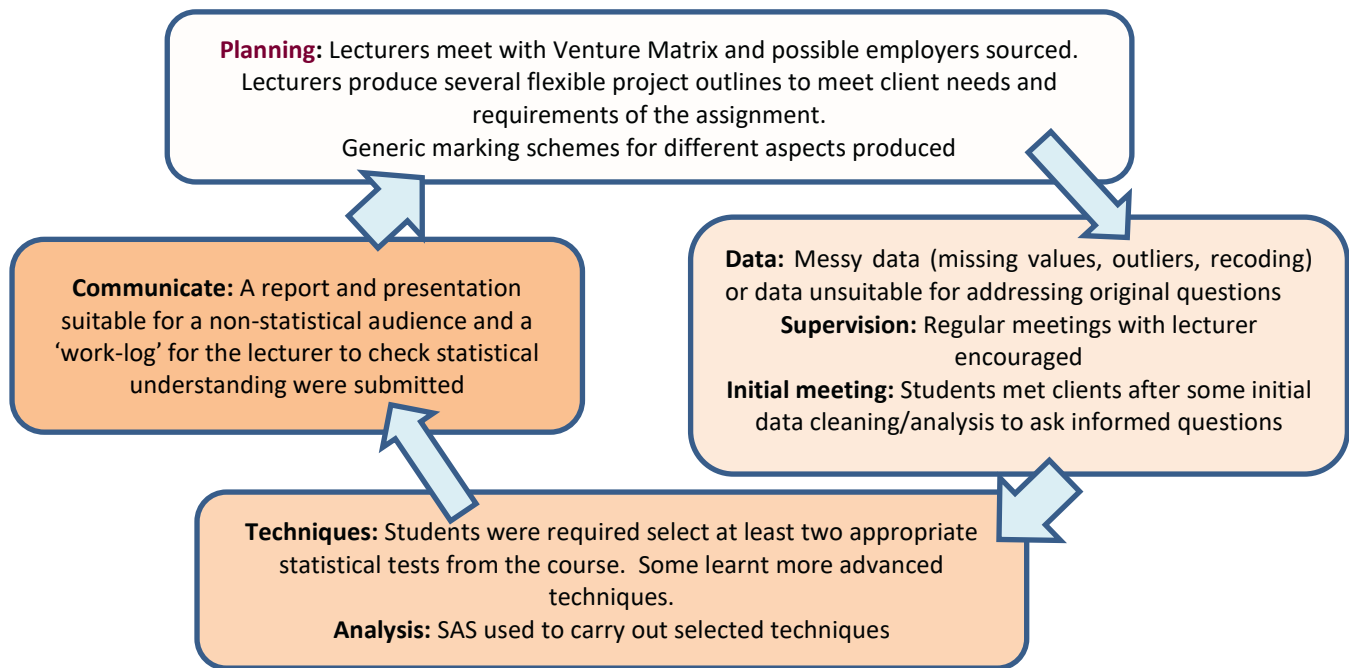 Planning: Lecturers meet with Venture Matrix and possible employers sourced.
Lecturers produce several flexible project outlines to meet client needs and
requirements of the assignment.
Generic marking schemes for different aspects produced
Data: Messy data (missing values, outliers, recoding)
or data unsuitable for addressing original questions
Supervision: Regular meetings with lecturer
encouraged
Initial meeting: Students met clients after some initial
data cleaning/analysis to ask informed questions
Techniques: Students were required select at least two appropriate
statistical tests from the course.  Some learnt more advanced
techniques.
Analysis: SAS used to carry out selected techniques
Communicate: A report and presentation
suitable for a non-statistical audience and a
‘work-log’ for the lecturer to check statistical
understanding were submitted